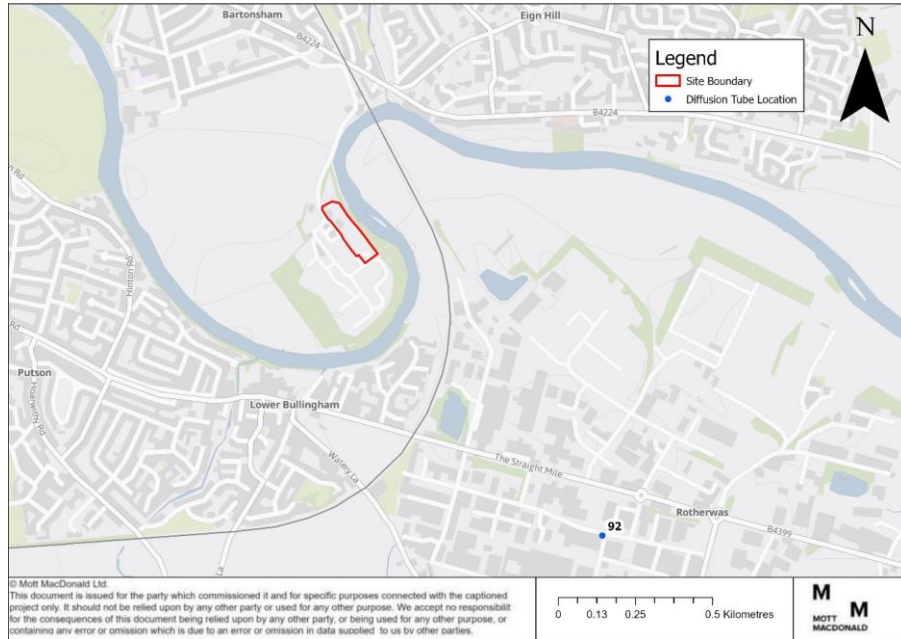 Bartonsham
Eign Hill
B4224
N
Legend
Site Boundary
Diffusion Tube Location
B4224
Hinton Rd
Rd
Putson
Hoarwithy Rd
Lower Bullingham
Watery La
The Straight Mile
Rotherwas
B4399
92
La
© Mott MacDonald Ltd.
This document is issued for the party which commissioned it and for specific purposes connected with the captioned
project only. It should not be relied upon by any other party or used for any other purpose. We accept no responsibilit
for the consequences of this document being relied upon by any other party, or being used for any other purpose, or
containing any error or omission which is due to an error or omission in data supplied to us by other parties.
0 0.13 0.25 0.5 Kilometres
M
M
MOTT
MACDONALD